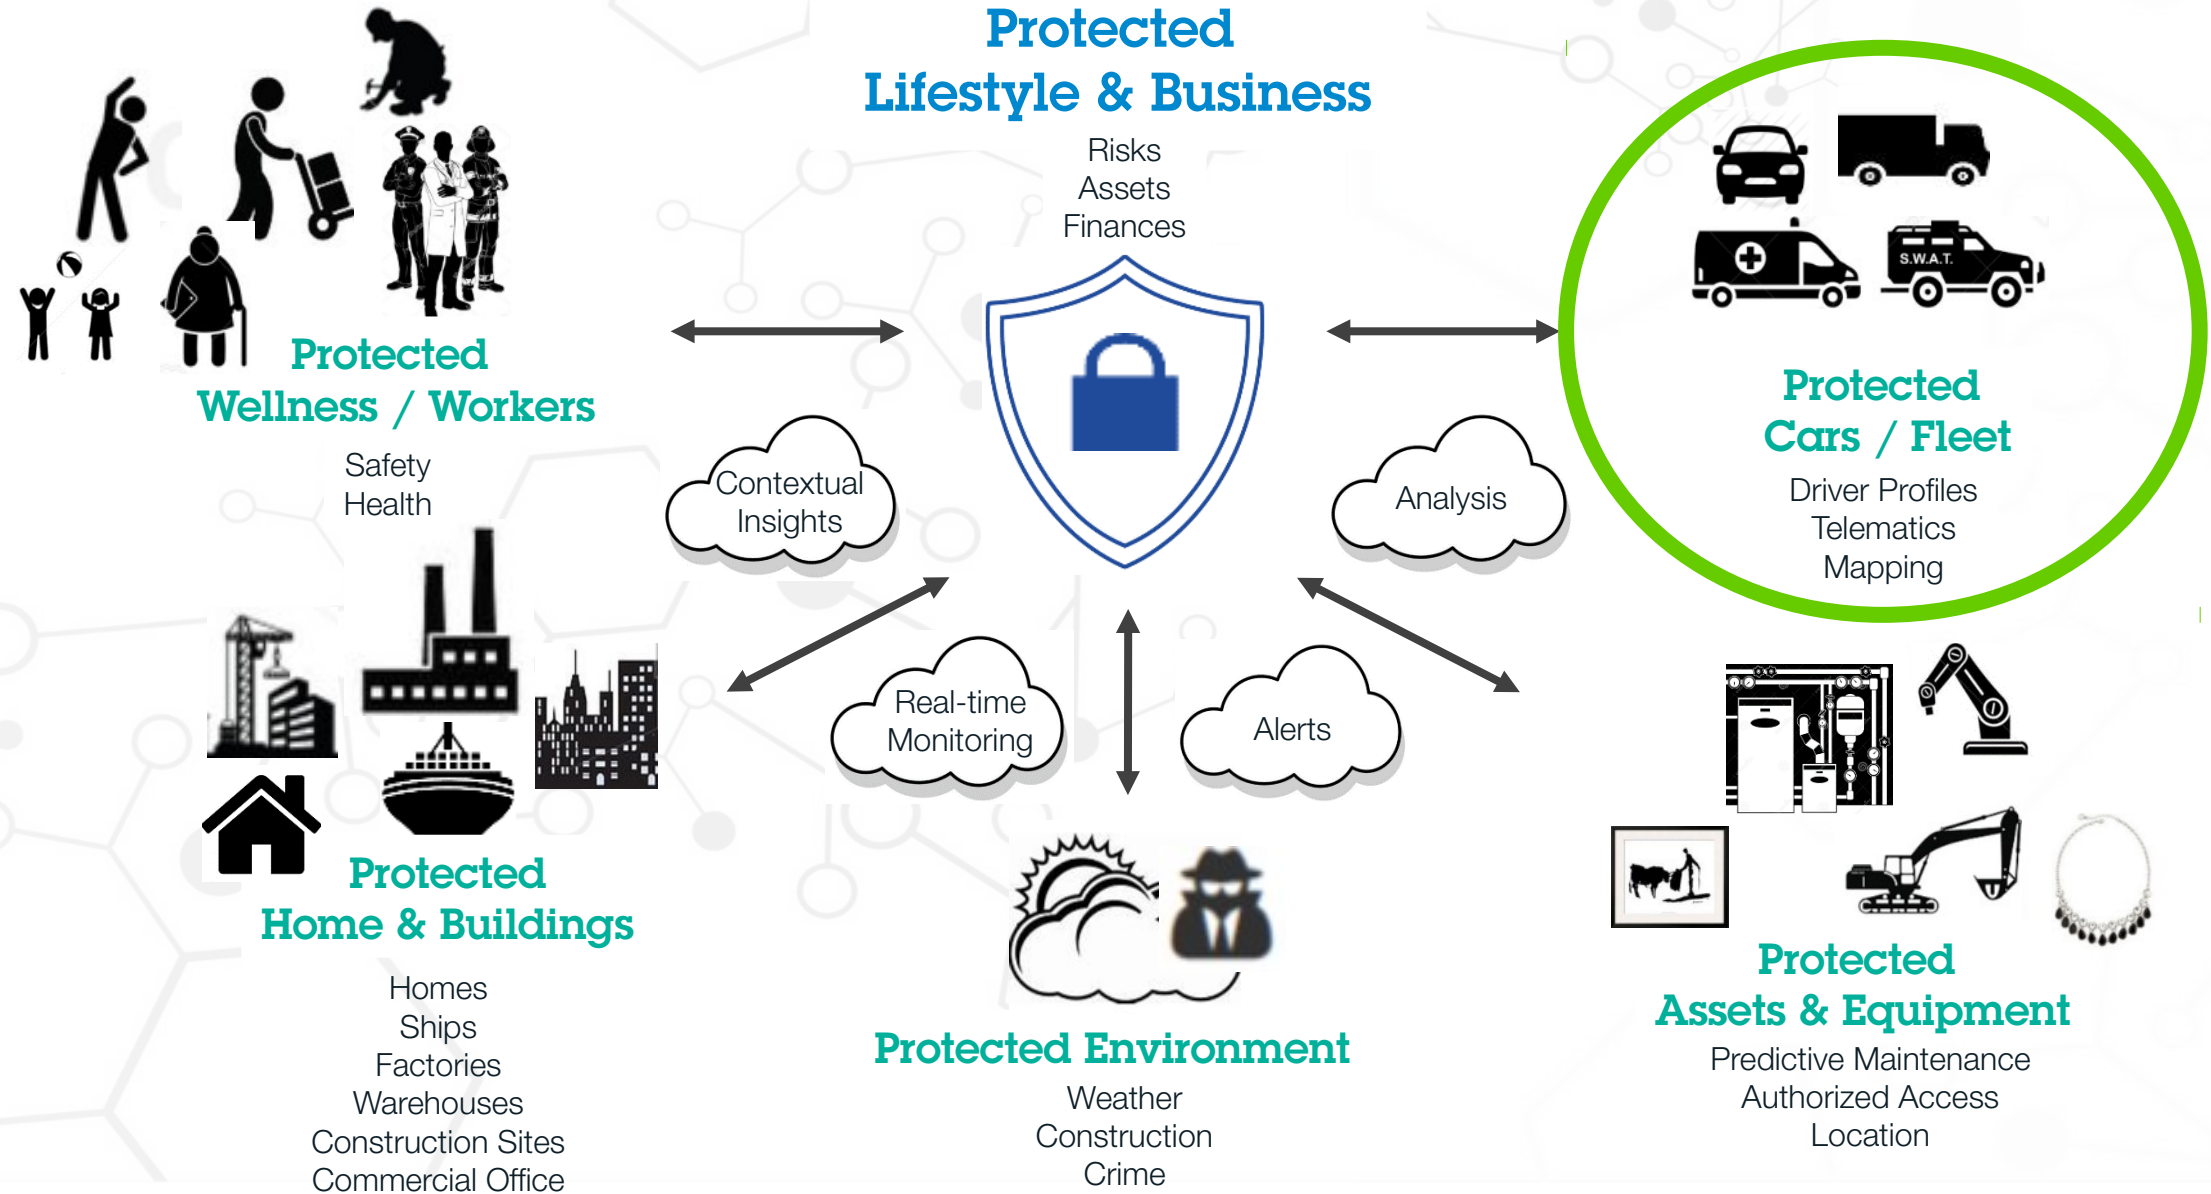 Protected
Lifestyle & Business
Risks
Assets
Finances
Protected
Wellness / Workers
Safety
Health
S.W.A.T.
Protected
Cars / Fleet
Driver Profiles
Telematics
Mapping
Contextual
Insights
Analysis
Real-time
Monitoring
Alerts
Protected
Home & Buildings
Homes
Ships
Factories
Warehouses
Construction Sites
Commercial Office
Protected Environment
Weather
Construction
Crime
Protected
Assets & Equipment
Predictive Maintenance
Authorized Access
Location